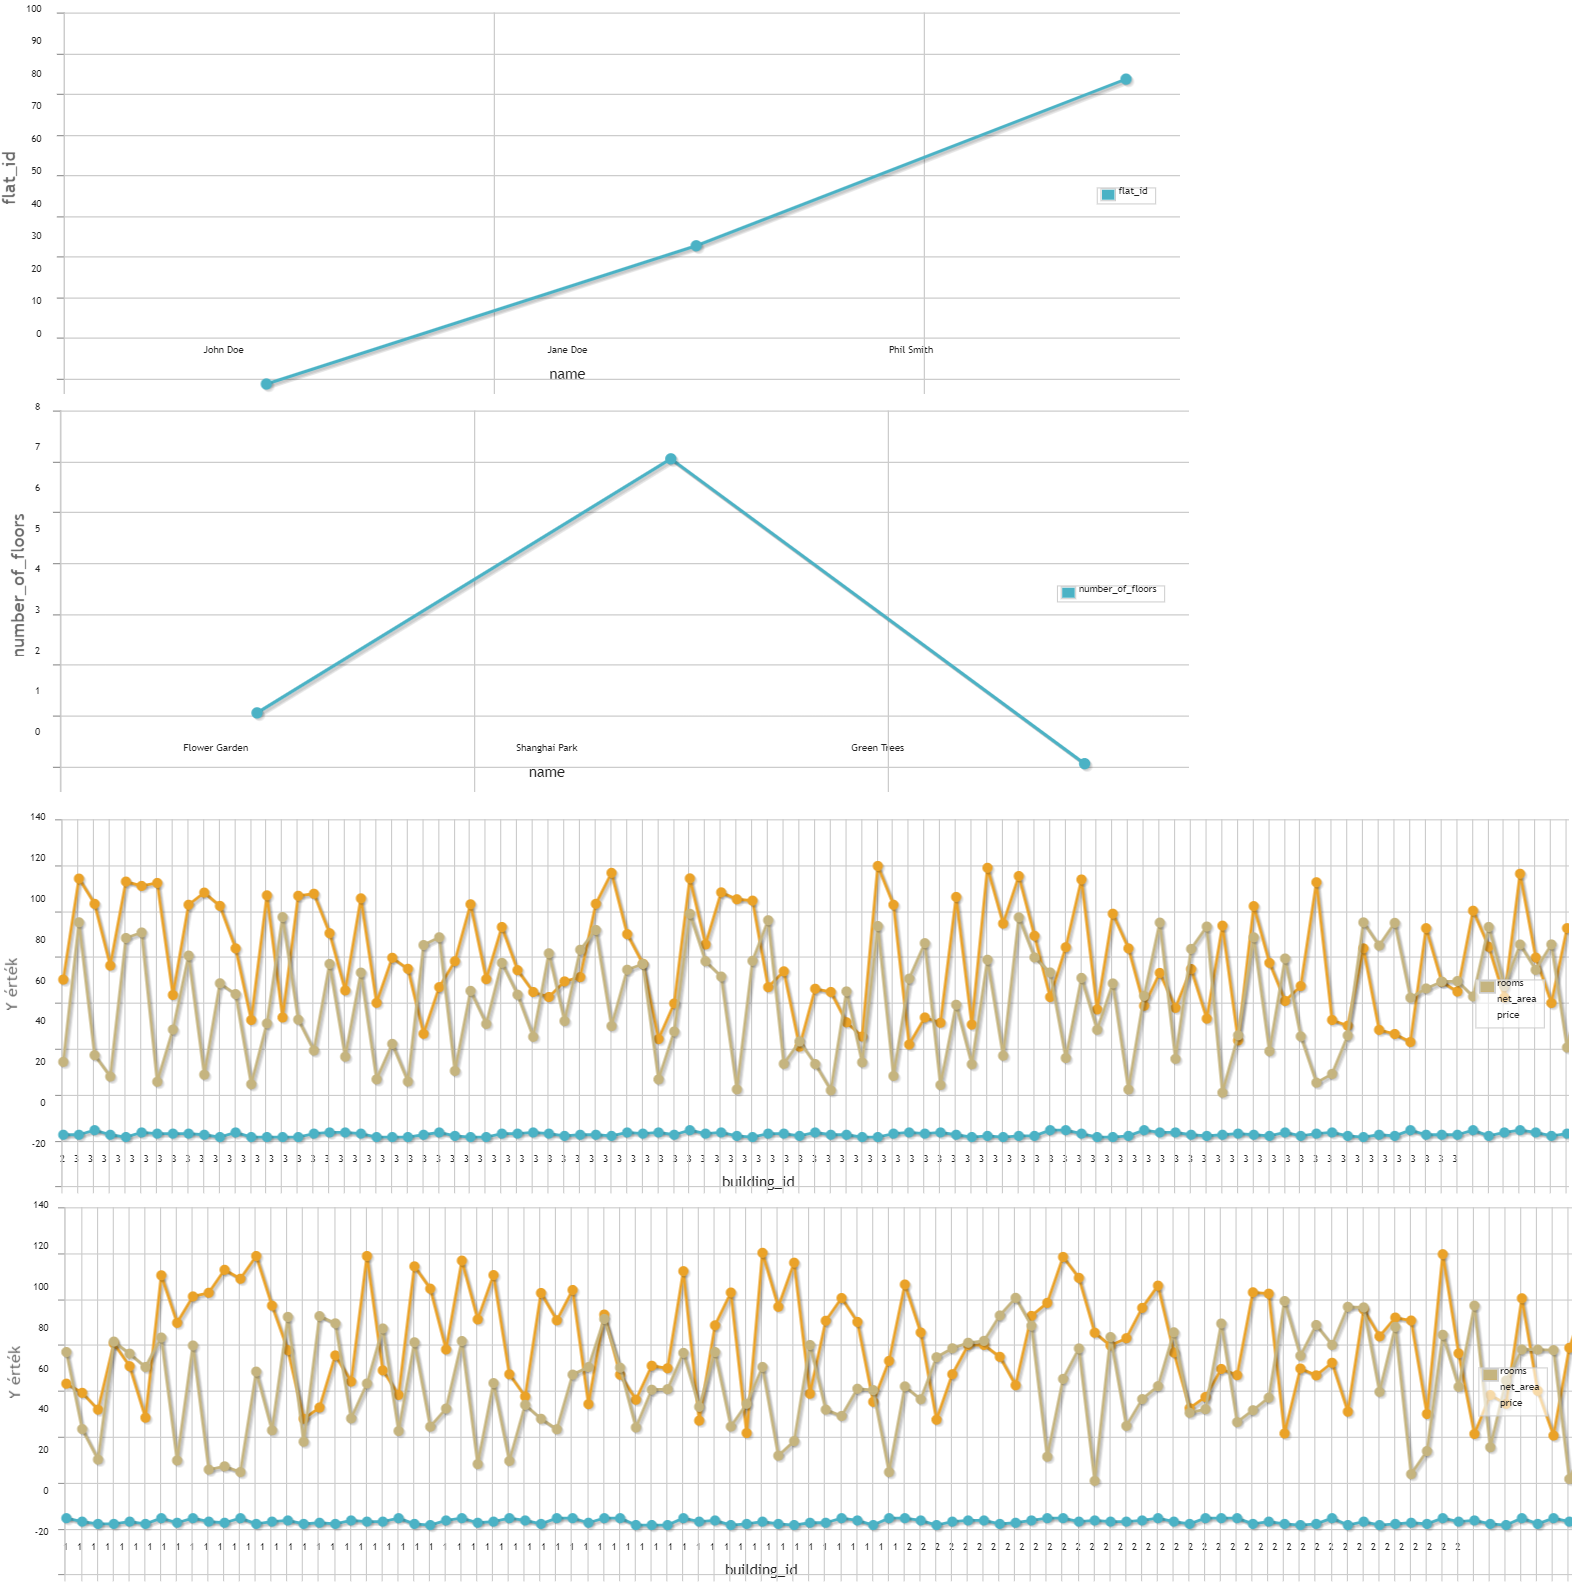 100
90
80
70
60
50
40
30
20
10
0
flat_id
flat_id
John Doe Jane Doe Phil Smith
name
8
7
6
5
4
3
2
1
0
number_of_floors
number_of_floors
Flower Garden Shanghai Park Green Trees
name
140
120
100
80
60
40
20
0
-20
Y érték
rooms
net_area
price
building_id
140
120
100
80
60
40
20
0
-20
Y érték
rooms
net_area
price
building_id